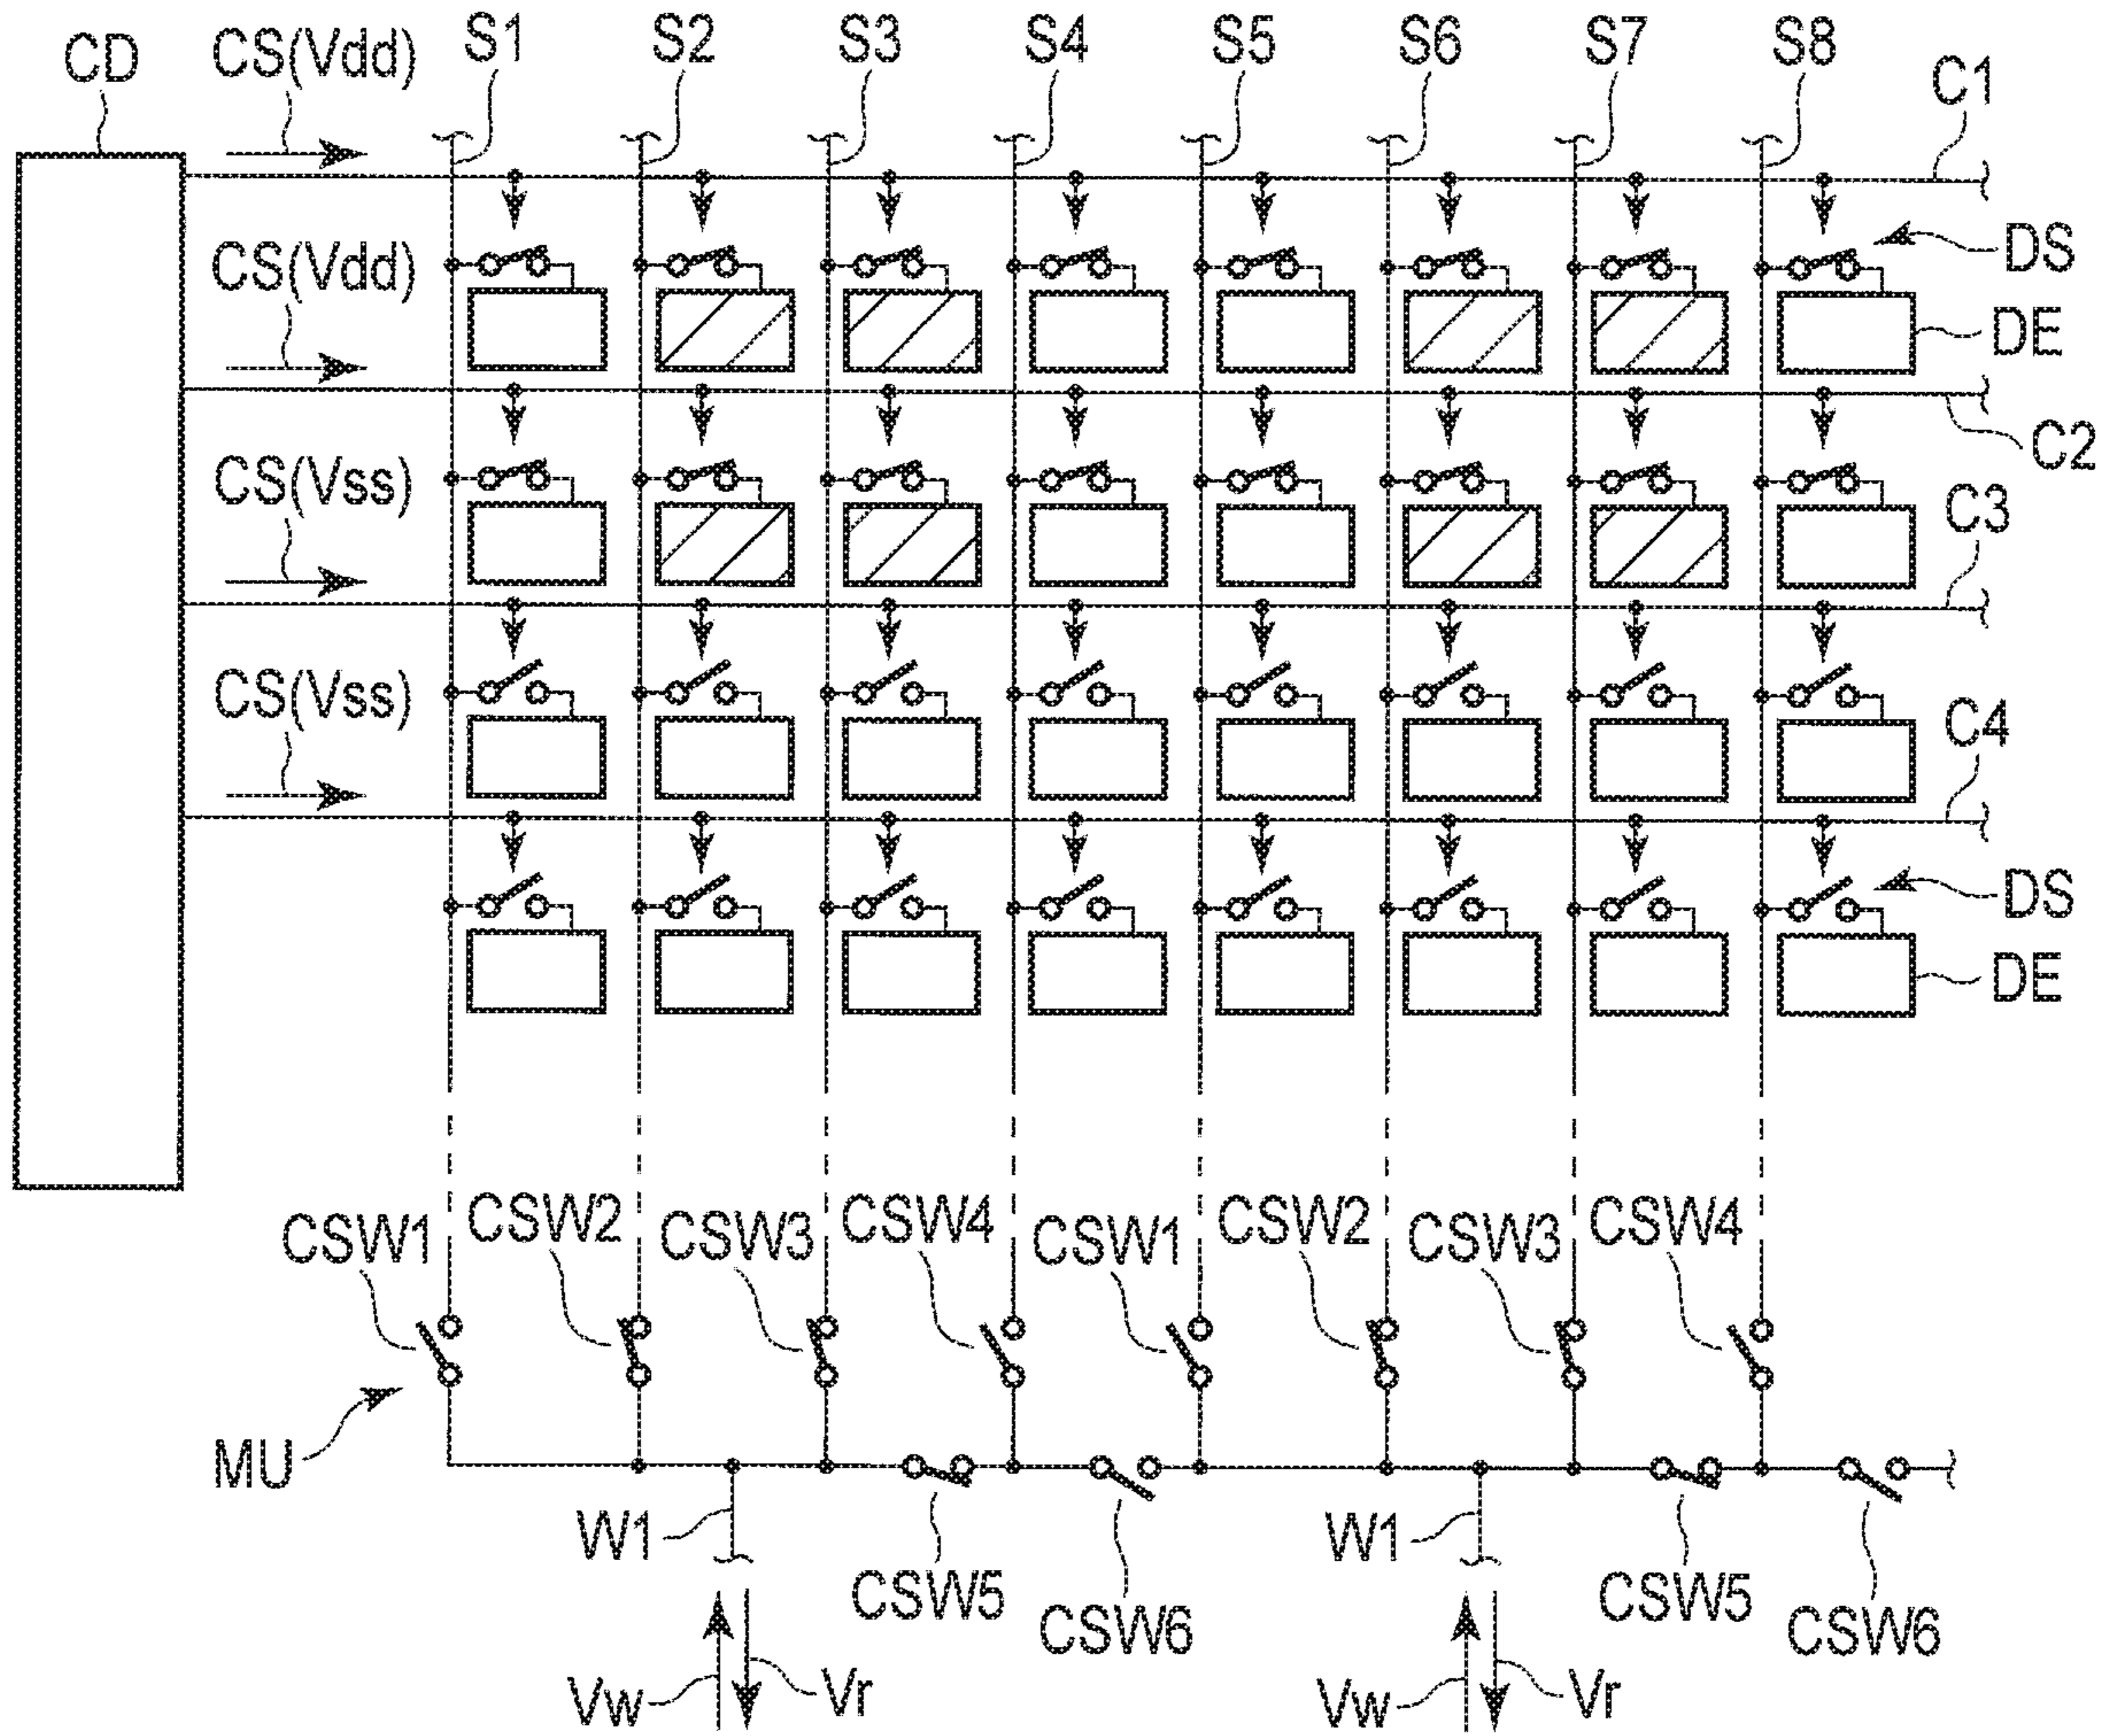 CD
CS(Vdd)
S1 S2 S3 S4 S5 S6 S7 S8
C1
CS(Vdd)
DS
DE
C2
CS(Vss)
C3
CS(Vss)
C4
DS
DE
CSW1 CSW2 CSW3 CSW4 CSW1 CSW2 CSW3 CSW4
MU
W1 W1
CSW5 CSW5
CSW6 CSW6
Vw Vr Vw Vr